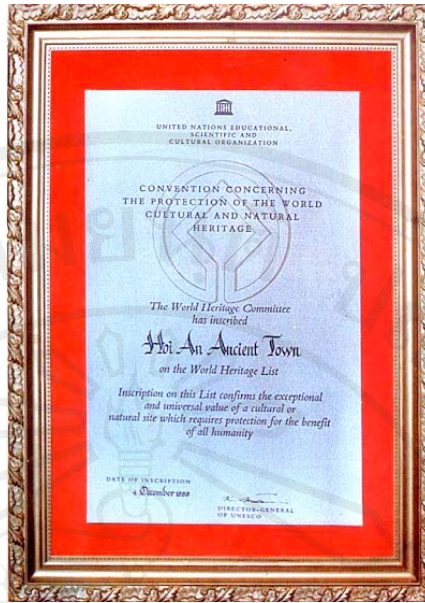 UNITED NATIONS EDUCATIONAL,
SCIENTIFIC AND
CULTURAL ORGANIZATION
CONVENTION CONCERNING
THE PROTECTION OF THE WORLD
CULTURAL AND NATURAL
HERITAGE
The World Heritage Committee
has inscribed
Hoi An Ancient Town
on the World Heritage List
Inscription on this List confirms the exceptional
and universal value of a cultural or
natural site which requires protection for the benefit
of all humanity
DATE OF INSCRIPTION
4 December 1999
DIRECTOR-GENERAL
OF UNESCO